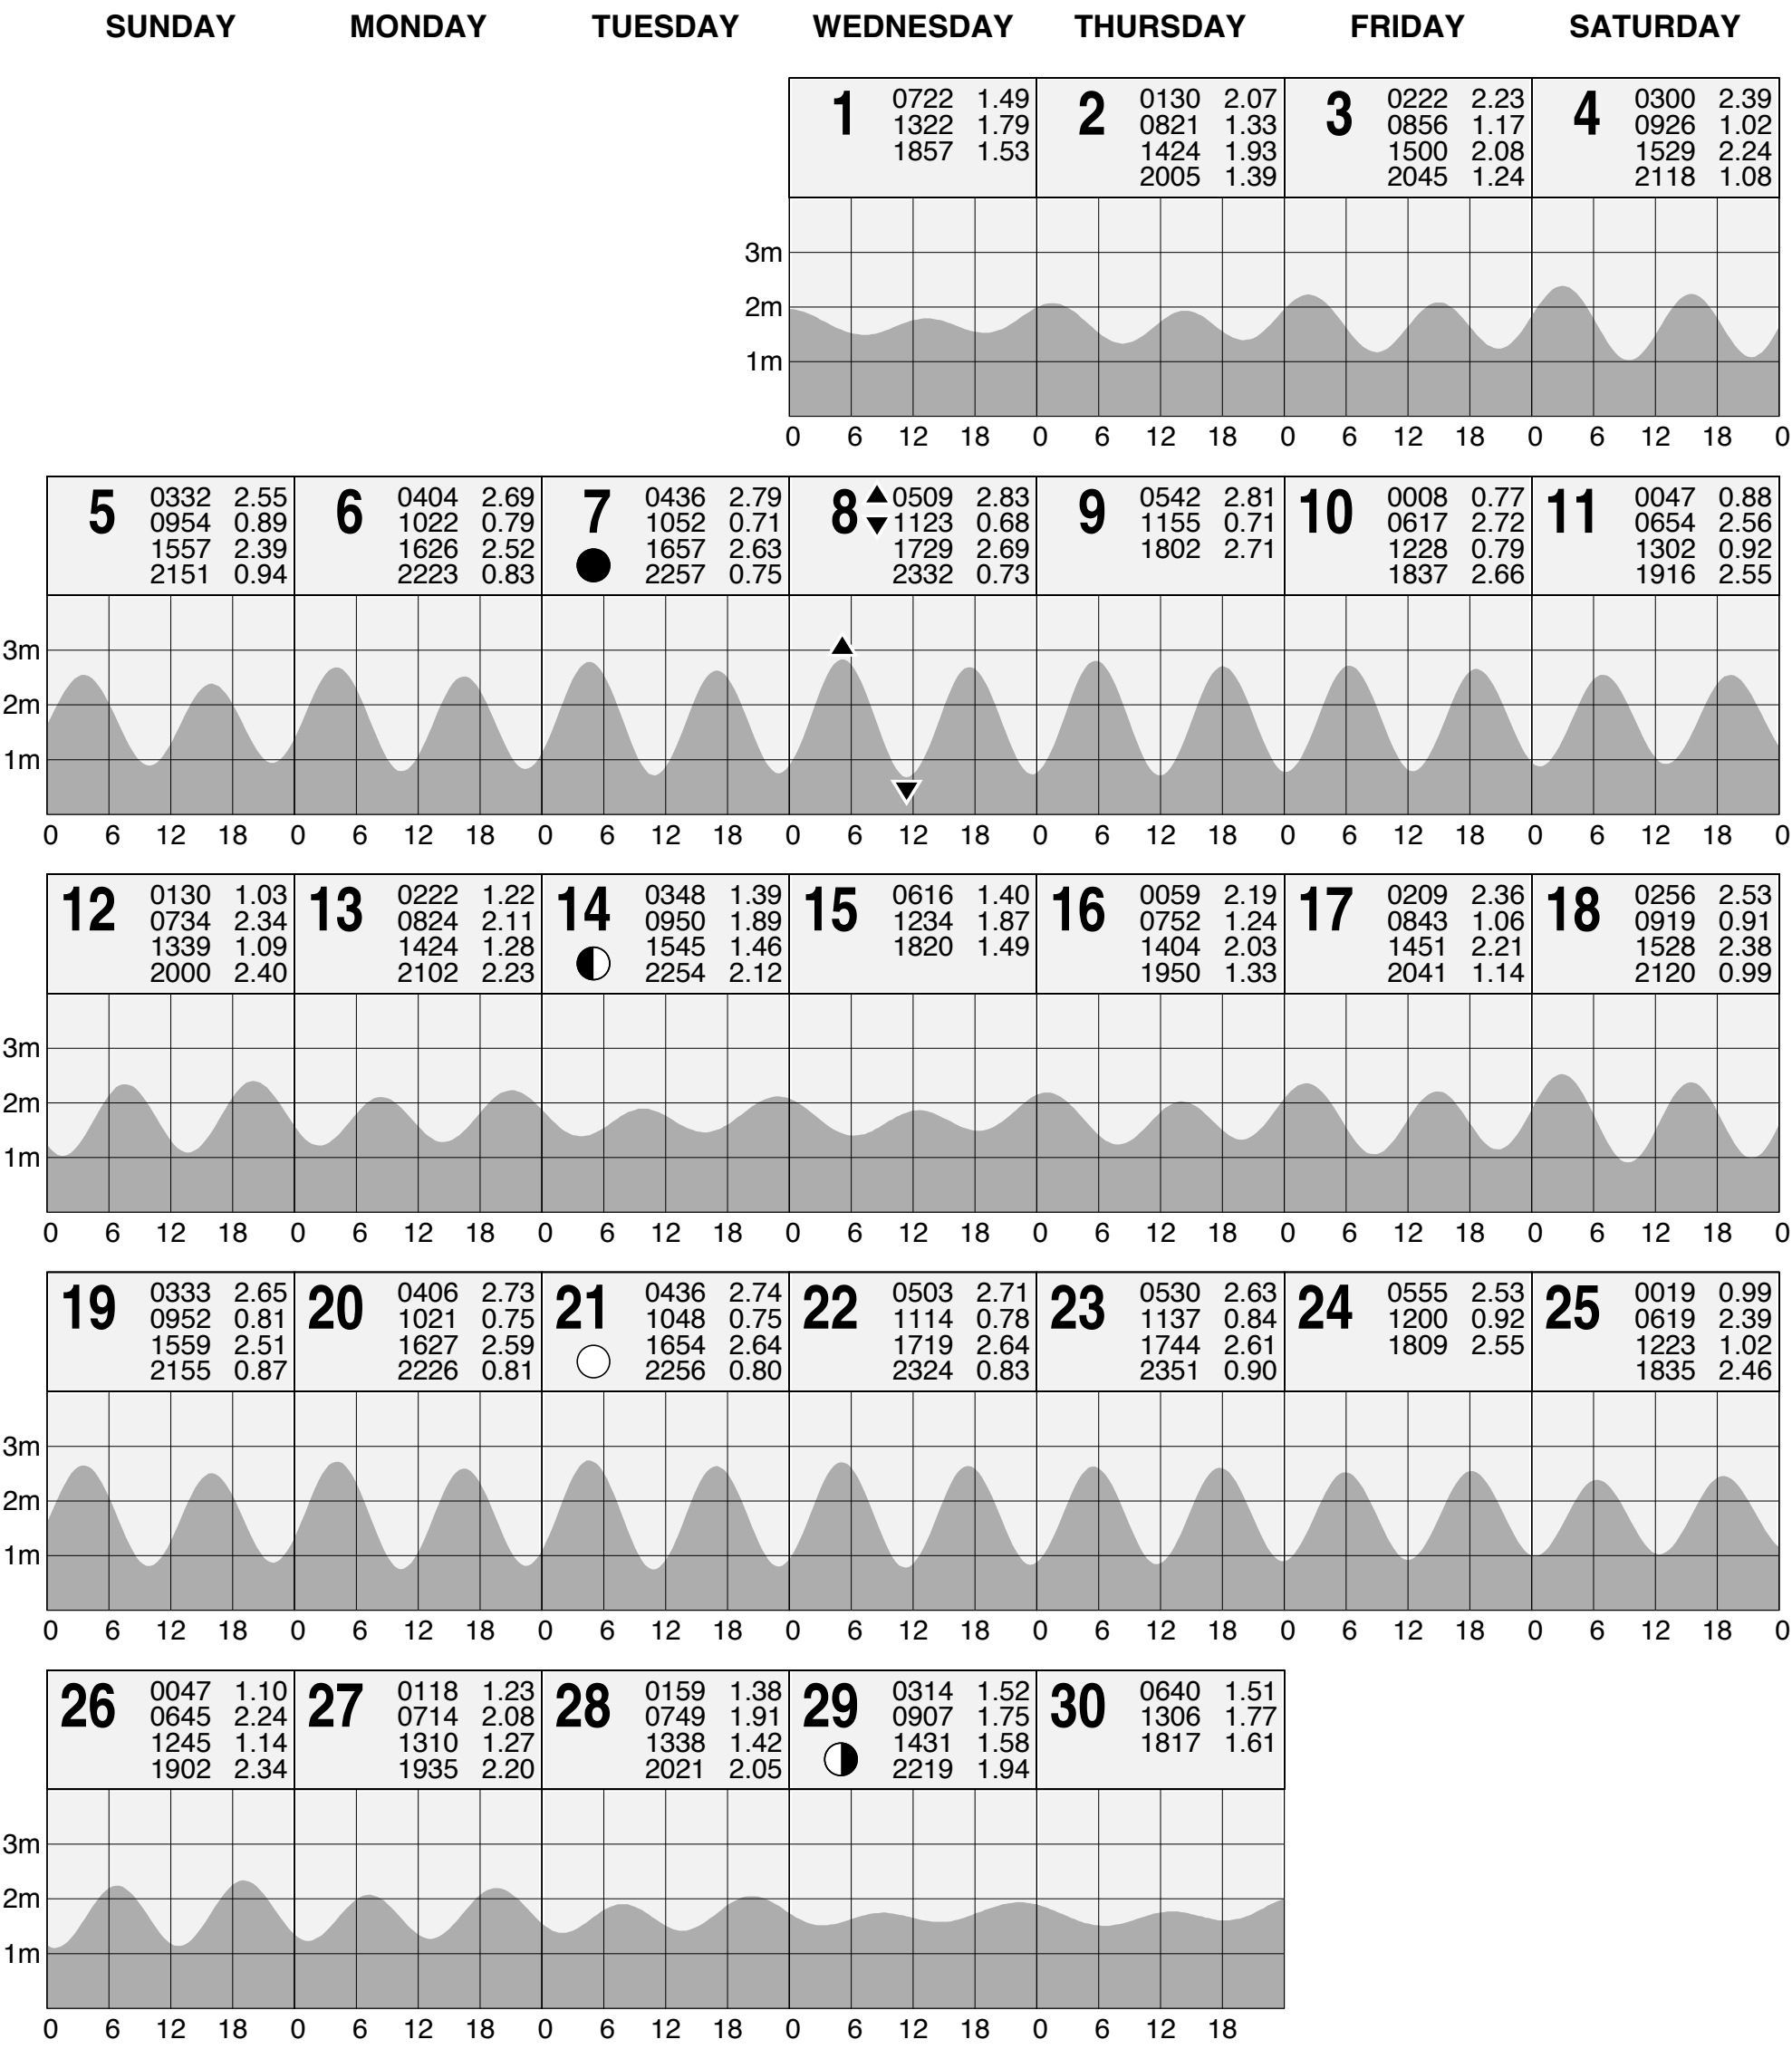 SUNDAY MONDAY TUESDAY WEDNESDAY THURSDAY FRIDAY SATURDAY
1 0722 1.49 2 0130 2.07 3 0222 2.23 4 0300 2.39
1322 1.79 0821 1.33 0856 1.17 0926 1.02
1857 1.53 1424 1.93 1500 2.08 1529 2.24
2005 1.39 2045 1.24 2118 1.08
3m
2m
1m
0 6 12 18 0 6 12 18 0 6 12 18 0 6 12 18 0
5 0332 2.55 6 0404 2.69 7 0436 2.79 8 0509 2.83 9 0542 2.81 10 0008 0.77 11 0047 0.88
0954 0.89 1022 0.79 1052 0.71 1123 0.68 1155 0.71 0617 2.72 0654 2.56
1557 2.39 1626 2.52 1657 2.63 1729 2.69 1802 2.71 1228 0.79 1302 0.92
2151 0.94 2223 0.83 2257 0.75 2332 0.73 1837 2.66 1916 2.55
3m
2m
1m
0 6 12 18 0 6 12 18 0 6 12 18 0 6 12 18 0 6 12 18 0 6 12 18 0 6 12 18 0
12 0130 1.03 13 0222 1.22 14 0348 1.39 15 0616 1.40 16 0059 2.19 17 0209 2.36 18 0256 2.53
0734 2.34 0824 2.11 0950 1.89 1234 1.87 0752 1.24 0843 1.06 0919 0.91
1339 1.09 1424 1.28 1545 1.46 1820 1.49 1404 2.03 1451 2.21 1528 2.38
2000 2.40 2102 2.23 2254 2.12 1950 1.33 2041 1.14 2120 0.99
3m
2m
1m
0 6 12 18 0 6 12 18 0 6 12 18 0 6 12 18 0 6 12 18 0 6 12 18 0 6 12 18 0
19 0333 2.65 20 0406 2.73 21 0436 2.74 22 0503 2.71 23 0530 2.63 24 0555 2.53 25 0019 0.99
0952 0.81 1021 0.75 1048 0.75 1114 0.78 1137 0.84 1200 0.92 0619 2.39
1559 2.51 1627 2.59 1654 2.64 1719 2.64 1744 2.61 1809 2.55 1223 1.02
2155 0.87 2226 0.81 2256 0.80 2324 0.83 2351 0.90 1835 2.46
3m
2m
1m
0 6 12 18 0 6 12 18 0 6 12 18 0 6 12 18 0 6 12 18 0 6 12 18 0 6 12 18 0
26 0047 1.10 27 0118 1.23 28 0159 1.38 29 0314 1.52 30 0640 1.51
0645 2.24 0714 2.08 0749 1.91 0907 1.75 1306 1.77
1245 1.14 1310 1.27 1338 1.42 1431 1.58 1817 1.61
1902 2.34 1935 2.20 2021 2.05 2219 1.94
3m
2m
1m
0 6 12 18 0 6 12 18 0 6 12 18 0 6 12 18 0 6 12 18